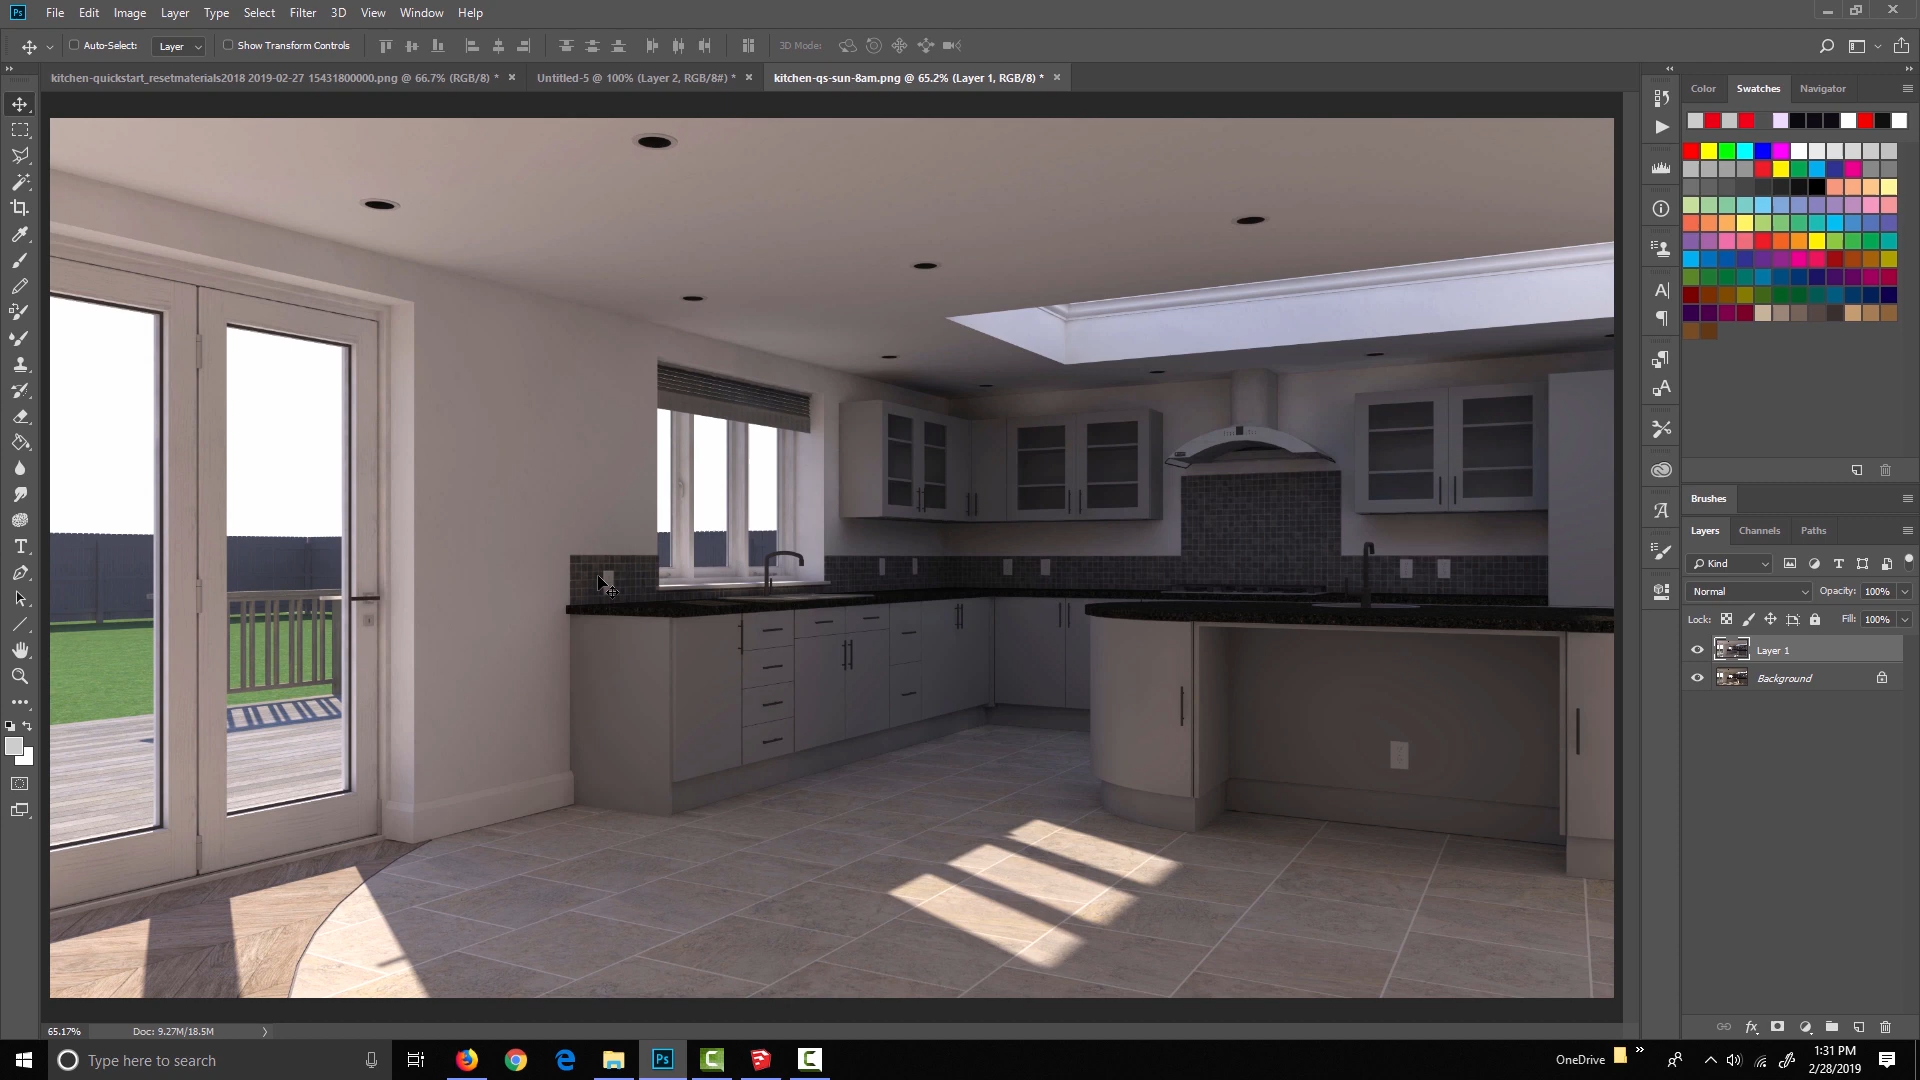 Ps File Edit Image Layer Type Select Filter 3D View Window Help
Auto-Select: Layer Show Transform Controls 3D Mode:
kitchen-quickstart_resetmaterials2018 2019-02-27 15431800000.png @ 66.7% (RGB/8) * Untitled-5 @ 100% (Layer 2, RGB/8#) * kitchen-qs-sun-8am.png @ 65.2% (Layer 1, RGB/8) *
Color Swatches Navigator
Brushes
Layers Channels Paths
Kind
Normal Opacity: 100%
Lock: Fill: 100%
Layer 1
Background
65.17% Doc: 9.27M/18.5M
Type here to search
Ps
OneDrive
1:31 PM
2/28/2019